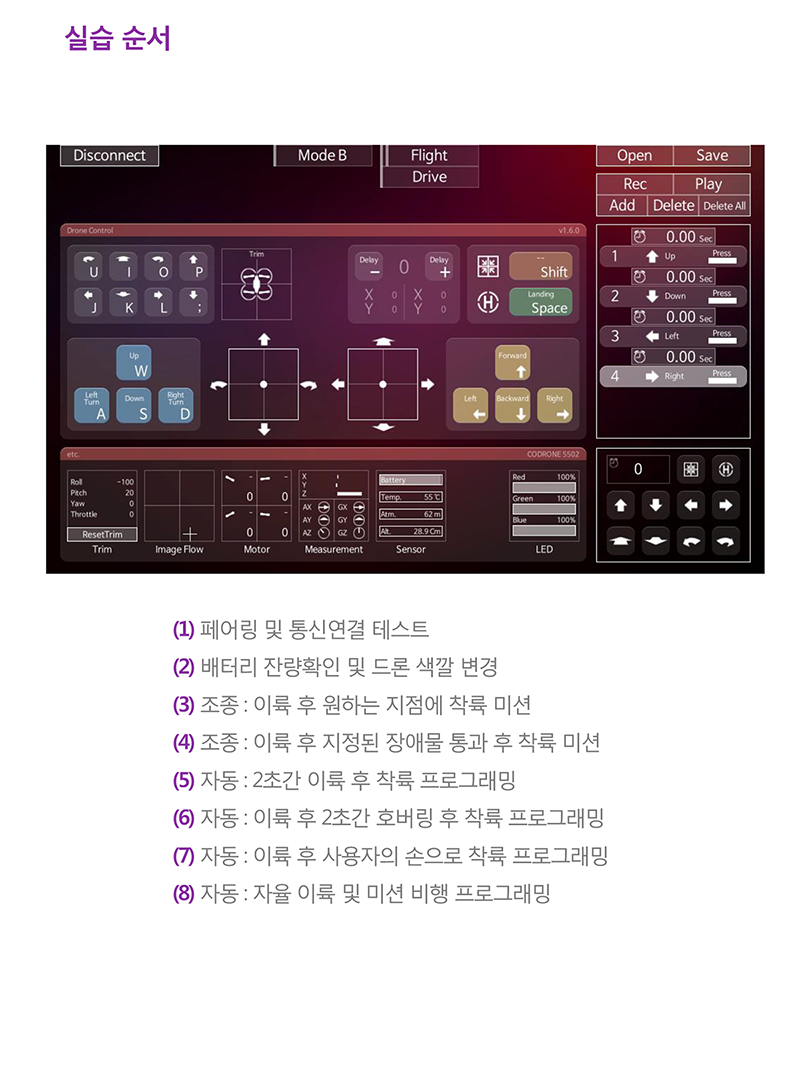 실습 순서
Disconnect
Mode B
Flight
Drive
Open Save
Rec Play
Add Delete Delete All
Drone Control v1.6.0
U I O P
J K L ;
Trim
Delay − 0 Delay +
X 0 X 0
Y 0 Y 0
-- Shift
Landing Space
Up W
Left Turn A
Down S
Right Turn D
Forward
Left Backward Right
0.00 Sec
1 Up Press
0.00 Sec
2 Down Press
0.00 Sec
3 Left Press
0.00 Sec
4 Right Press
0
etc. CODRONE 5502
Roll -100
Pitch 20
Yaw 0
Throttle 0
ResetTrim
Trim
Image Flow
- -
0 0
- -
0 0
Motor
X
Y
Z
AX GX
AY GY
AZ GZ
Measurement
Battery
Temp. 55 ℃
Atm. 62 m
Alt. 28.9 Cm
Sensor
Red 100%
Green 100%
Blue 100%
LED
(1) 페어링 및 통신연결 테스트
(2) 배터리 잔량확인 및 드론 색깔 변경
(3) 조종 : 이륙 후 원하는 지점에 착륙 미션
(4) 조종 : 이륙 후 지정된 장애물 통과 후 착륙 미션
(5) 자동 : 2초간 이륙 후 착륙 프로그래밍
(6) 자동 : 이륙 후 2초간 호버링 후 착륙 프로그래밍
(7) 자동 : 이륙 후 사용자의 손으로 착륙 프로그래밍
(8) 자동 : 자율 이륙 및 미션 비행 프로그래밍